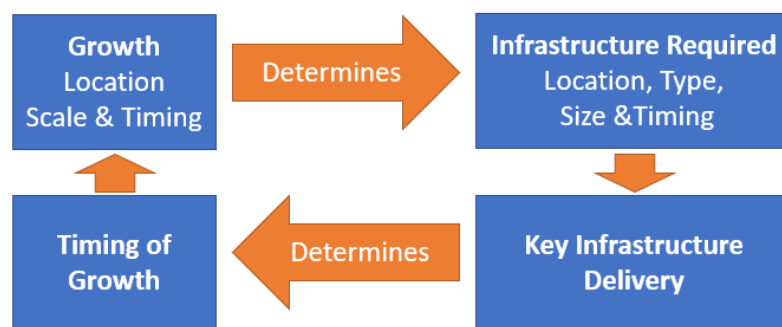 Growth
Location
Scale & Timing
Determines
Infrastructure Required
Location, Type,
Size &Timing
Key Infrastructure
Delivery
Determines
Timing of
Growth